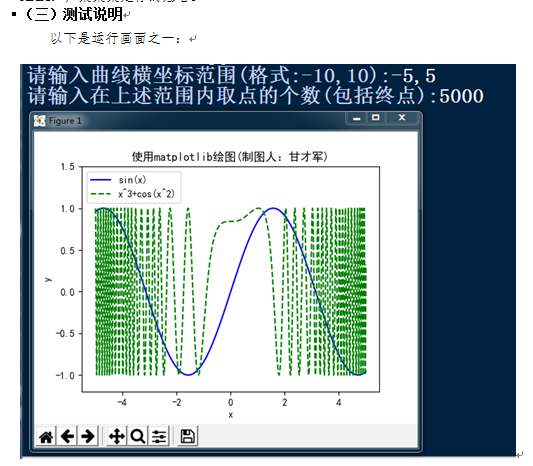 ▪（三）测试说明↵
以下是运行画面之一：↵
请输入曲线横坐标范围(格式:-10,10):-5,5
请输入在上述范围内取点的个数(包括终点):5000
Figure 1
使用matplotlib绘图(制图人：甘才军)
sin(x)
x^3+cos(x^2)
1.5
1.0
0.5
0.0
-0.5
-1.0
y
-4 -2 0 2 4
x